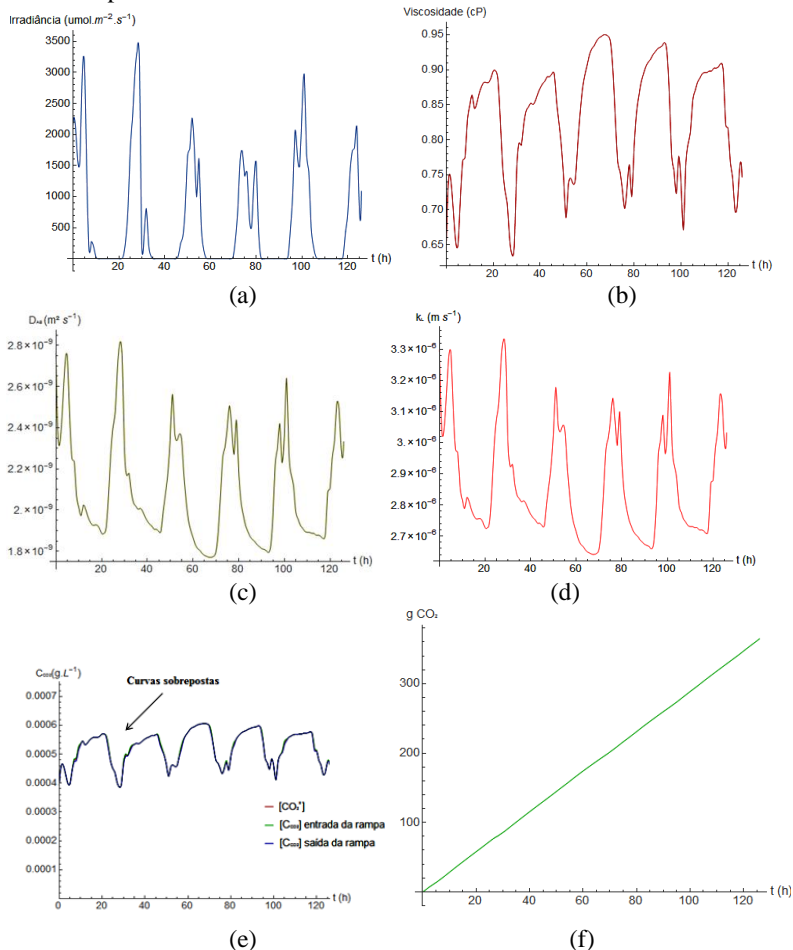 Irradiância (umol.m⁻².s⁻¹)
3500
3000
2500
2000
1500
1000
500
20 40 60 80 100 120
t (h)
(a)
Viscosidade (cP)
0.95
0.90
0.85
0.80
0.75
0.70
0.65
20 40 60 80 100 120
t (h)
(b)
(m² s⁻¹)
2.8×10⁻⁹
2.6×10⁻⁹
2.2×10⁻⁹
2.×10⁻⁹
1.8×10⁻⁹
20 40 60 80 100 120
t (h)
(c)
(m s⁻¹)
3.3×10⁻⁶
3.2×10⁻⁶
3.1×10⁻⁶
3.×10⁻⁶
2.9×10⁻⁶
2.8×10⁻⁶
2.7×10⁻⁶
20 40 60 80 100 120
t (h)
(d)
(g.L⁻¹)
0.0007
0.0006
0.0005
0.0004
0.0003
0.0002
0.0001
Curvas sobrepostas
entrada da rampa
saída da rampa
0 20 40 60 80 100 120
t (h)
(e)
g CO₂
300
200
100
20 40 60 80 100 120
t (h)
(f)